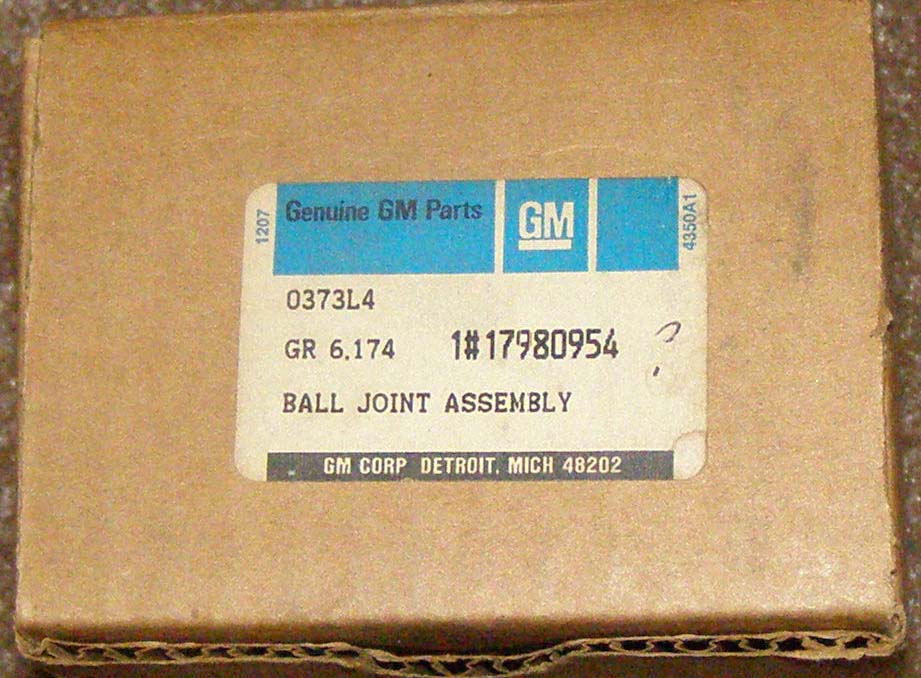 1207
Genuine GM Parts
GM
4350A1
0373L4
GR 6.174 1#17980954
BALL JOINT ASSEMBLY
GM CORP DETROIT, MICH 48202